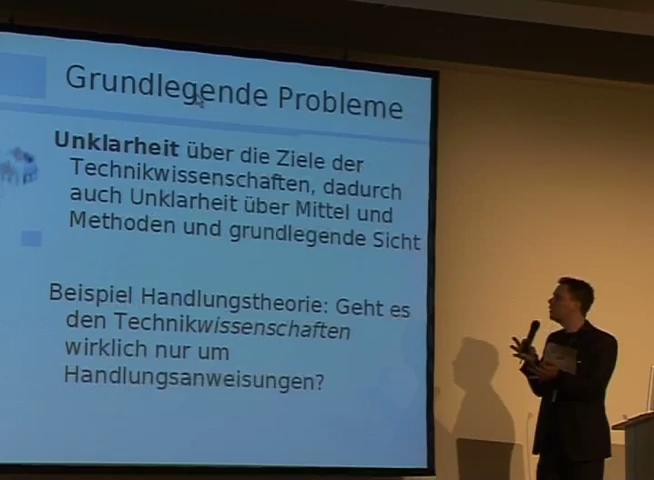 Grundlegende Probleme
Unklarheit über die Ziele der
Technikwissenschaften, dadurch
auch Unklarheit über Mittel und
Methoden und grundlegende Sicht
Beispiel Handlungstheorie: Geht es
den Technikwissenschaften
wirklich nur um
Handlungsanweisungen?